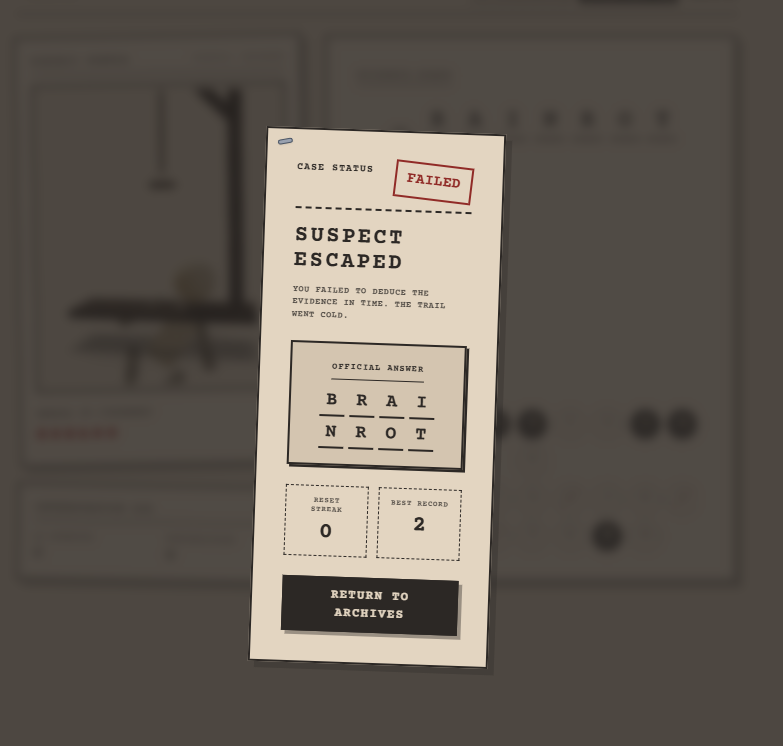 CASE STATUS
FAILED
SUSPECT
ESCAPED
YOU FAILED TO DEDUCE THE
EVIDENCE IN TIME. THE TRAIL
WENT COLD.
OFFICIAL ANSWER
B R A I
N R O T
RESET
STREAK
0
BEST RECORD
2
RETURN TO
ARCHIVES